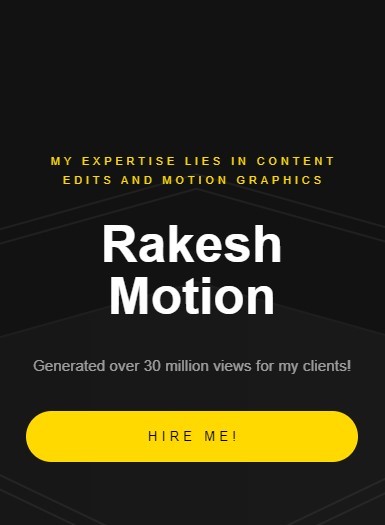 MY EXPERTISE LIES IN CONTENT
EDITS AND MOTION GRAPHICS
Rakesh
Motion
Generated over 30 million views for my clients!
HIRE ME!